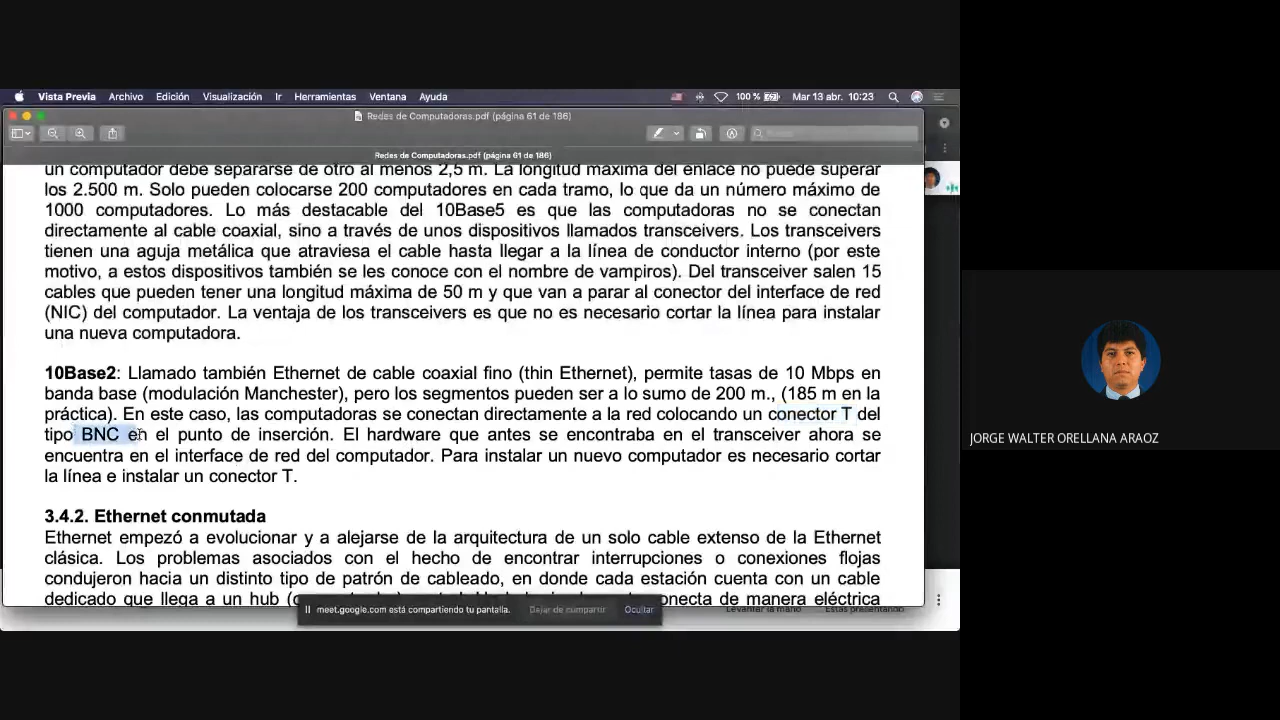 Vista Previa Archivo Edición Visualización Ir Herramientas Ventana Ayuda 100 % Mar 13 abr. 10:23
Redes de Computadoras.pdf (página 61 de 186)
Redes de Computadoras.pdf (página 61 de 186)
un computador debe separarse de otro al menos 2,5 m. La longitud máxima del enlace no puede superar
los 2.500 m. Solo pueden colocarse 200 computadores en cada tramo, lo que da un número máximo de
1000 computadores. Lo más destacable del 10Base5 es que las computadoras no se conectan
directamente al cable coaxial, sino a través de unos dispositivos llamados transceivers. Los transceivers
tienen una aguja metálica que atraviesa el cable hasta llegar a la línea de conductor interno (por este
motivo, a estos dispositivos también se les conoce con el nombre de vampiros). Del transceiver salen 15
cables que pueden tener una longitud máxima de 50 m y que van a parar al conector del interface de red
(NIC) del computador. La ventaja de los transceivers es que no es necesario cortar la línea para instalar
una nueva computadora.
10Base2: Llamado también Ethernet de cable coaxial fino (thin Ethernet), permite tasas de 10 Mbps en
banda base (modulación Manchester), pero los segmentos pueden ser a lo sumo de 200 m., (185 m en la
práctica). En este caso, las computadoras se conectan directamente a la red colocando un conector T del
tipo BNC en el punto de inserción. El hardware que antes se encontraba en el transceiver ahora se
encuentra en el interface de red del computador. Para instalar un nuevo computador es necesario cortar
la línea e instalar un conector T.
3.4.2. Ethernet conmutada
Ethernet empezó a evolucionar y a alejarse de la arquitectura de un solo cable extenso de la Ethernet
clásica. Los problemas asociados con el hecho de encontrar interrupciones o conexiones flojas
condujeron hacia un distinto tipo de patrón de cableado, en donde cada estación cuenta con un cable
dedicado que llega a un hub conecta de manera eléctrica
meet.google.com está compartiendo tu pantalla. Dejar de compartir Ocultar
Levantar la mano Estás presentando
JORGE WALTER ORELLANA ARAOZ